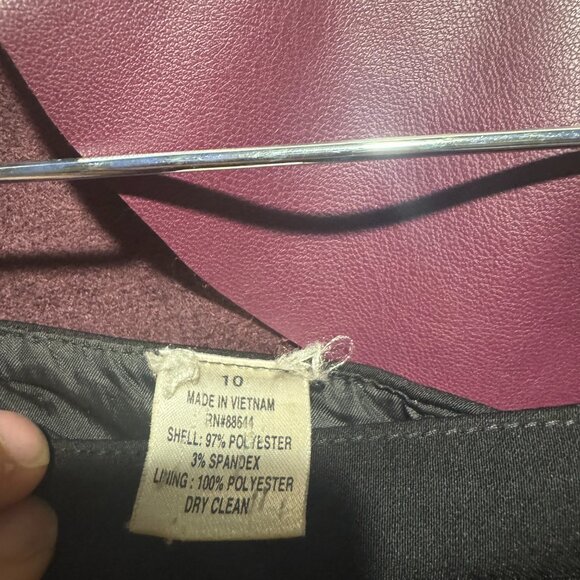 10
MADE IN VIETNAM
RN#88644
SHELL: 97% POLYESTER
3% SPANDEX
LINING : 100% POLYESTER
DRY CLEAN